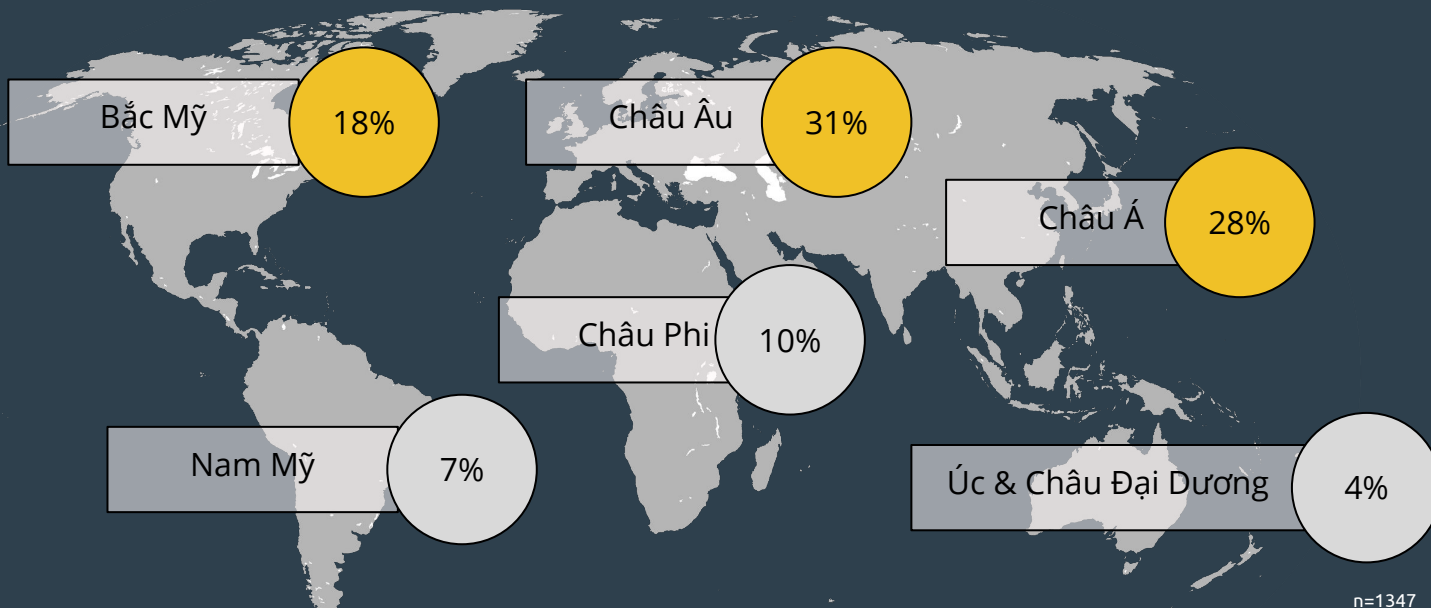 Bắc Mỹ
18%
Châu Âu
31%
Châu Á
28%
Châu Phi
10%
Nam Mỹ
7%
Úc & Châu Đại Dương
4%
n=1347